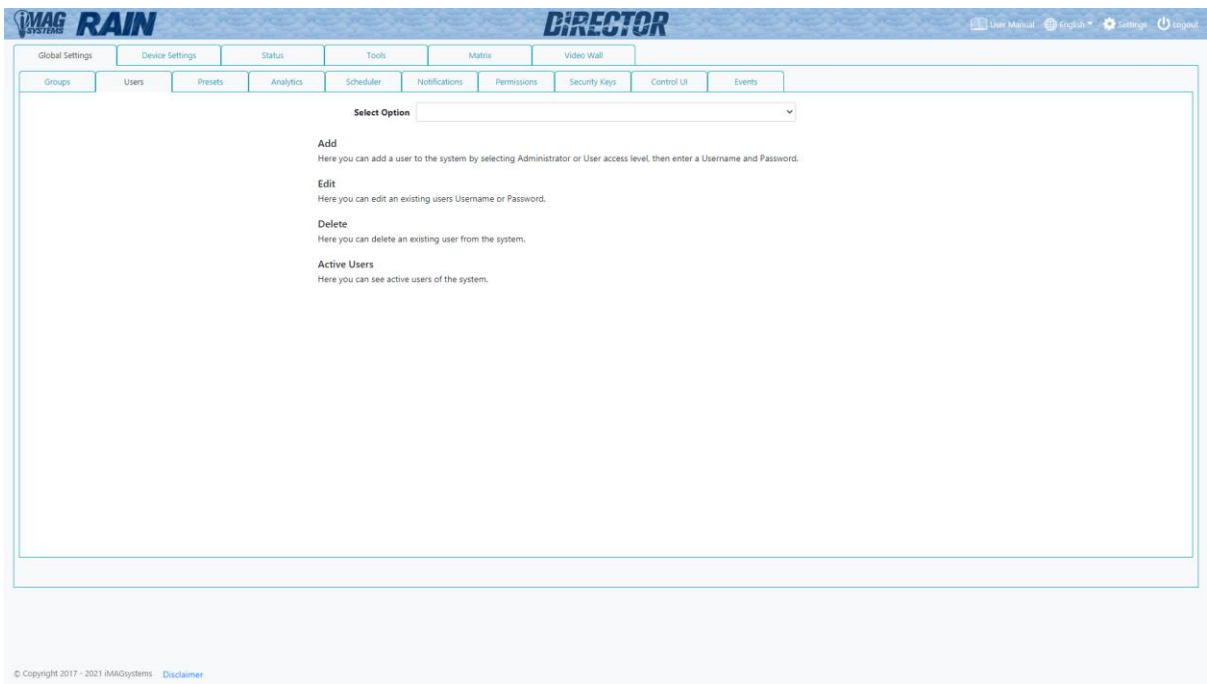 iMAG SYSTEMS RAIN DiRECTOR User Manual English Settings Logout
Global Settings Device Settings Status Tools Matrix Video Wall
Groups Users Presets Analytics Scheduler Notifications Permissions Security Keys Control UI Events
Select Option
Add
Here you can add a user to the system by selecting Administrator or User access level, then enter a Username and Password.
Edit
Here you can edit an existing users Username or Password.
Delete
Here you can delete an existing user from the system.
Active Users
Here you can see active users of the system.
© Copyright 2017 - 2021 iMAGsystems Disclaimer